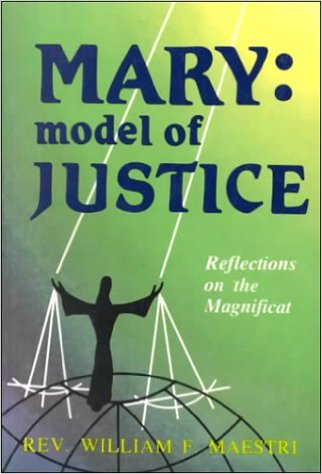 MARY:
model of
JUSTICE
Reflections
on the
Magnificat
REV. WILLIAM F. MAESTRI